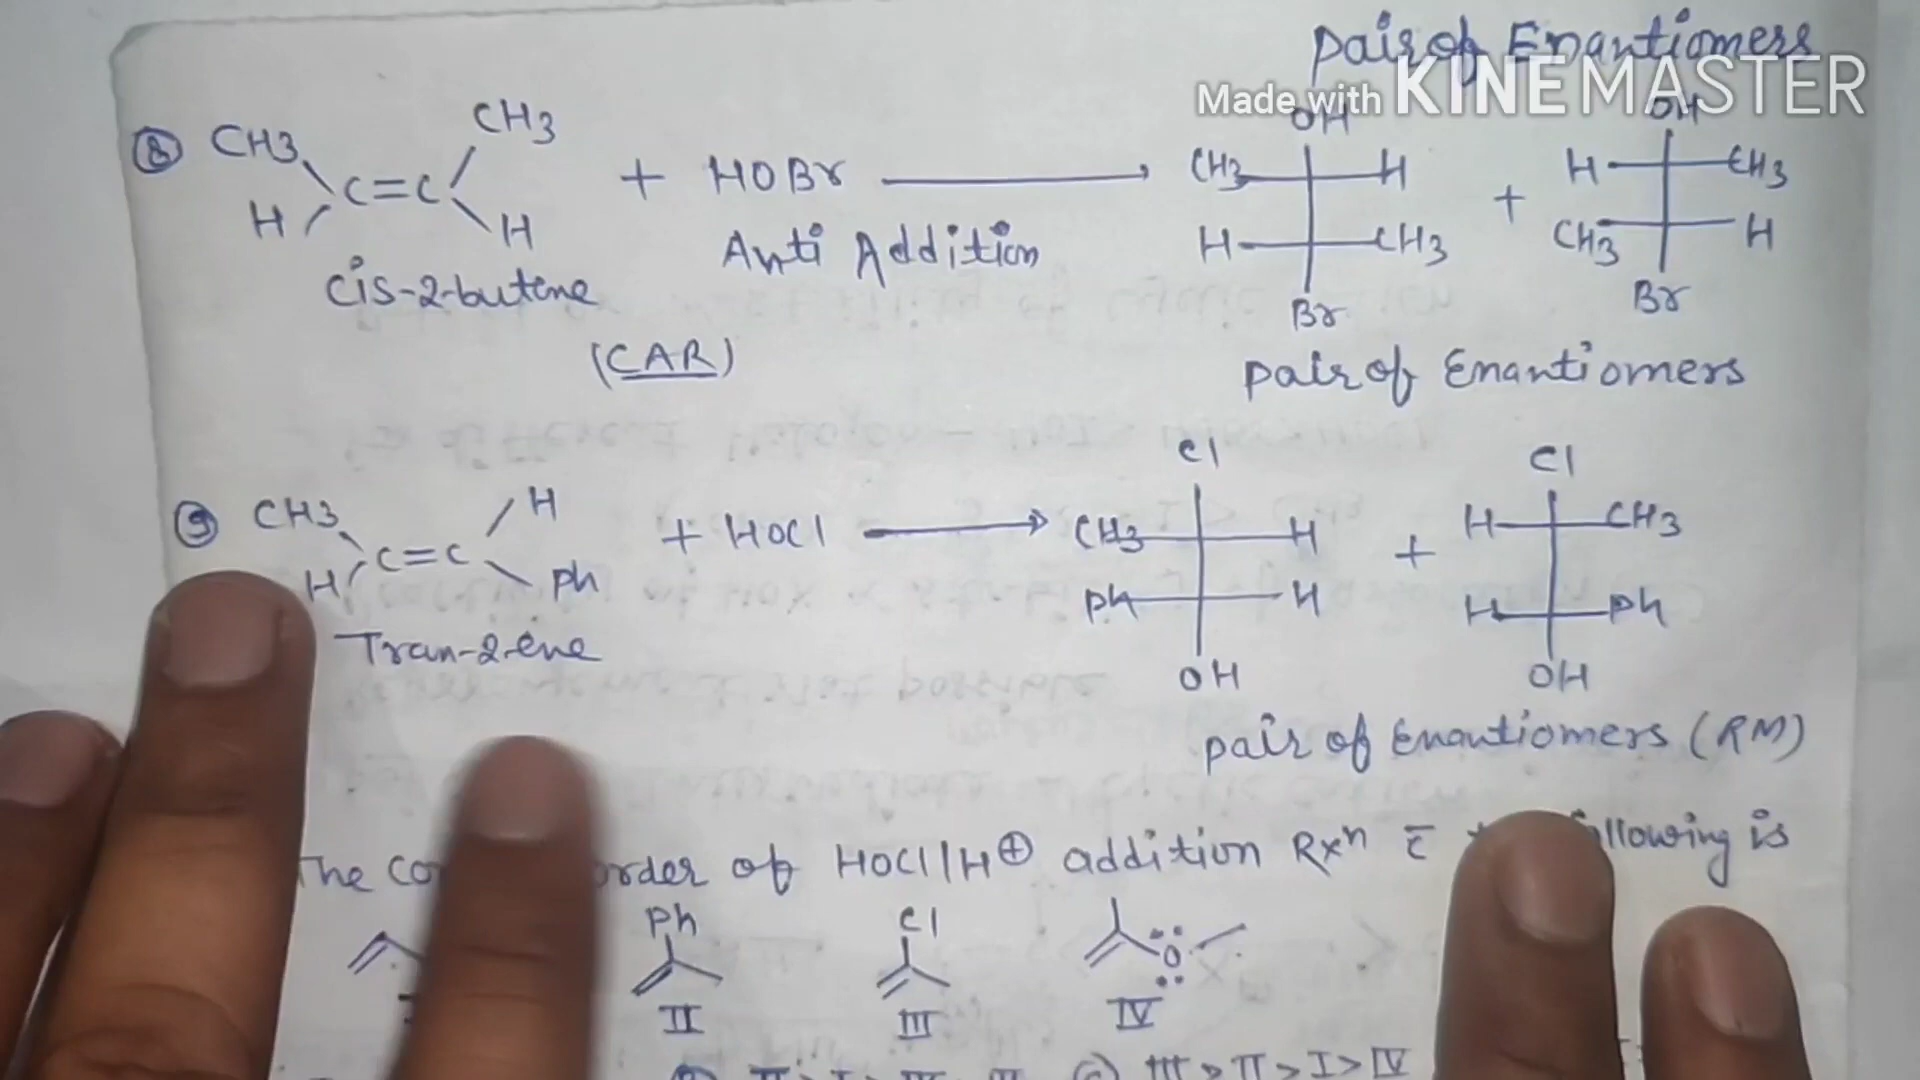 pair of Enantiomers
Made with KINEMASTER
⑧ CH3 CH3 C=C H H + HOBr → OH CH3 H H CH3 Br + OH H CH3 CH3 H Br
Anti Addition
Cis-2-butene
(CAR)
pair of Enantiomers
⑨ CH3 H C=C H Ph + HOCl → Cl CH3 H Ph H OH + Cl H CH3 H Ph OH
Tran-2-ene
pair of Enantiomers (RM)
The order of HOCl/H⊕ addition Rxn c̄ is
Ph Cl O
II III IV
(c) III > II > I > IV